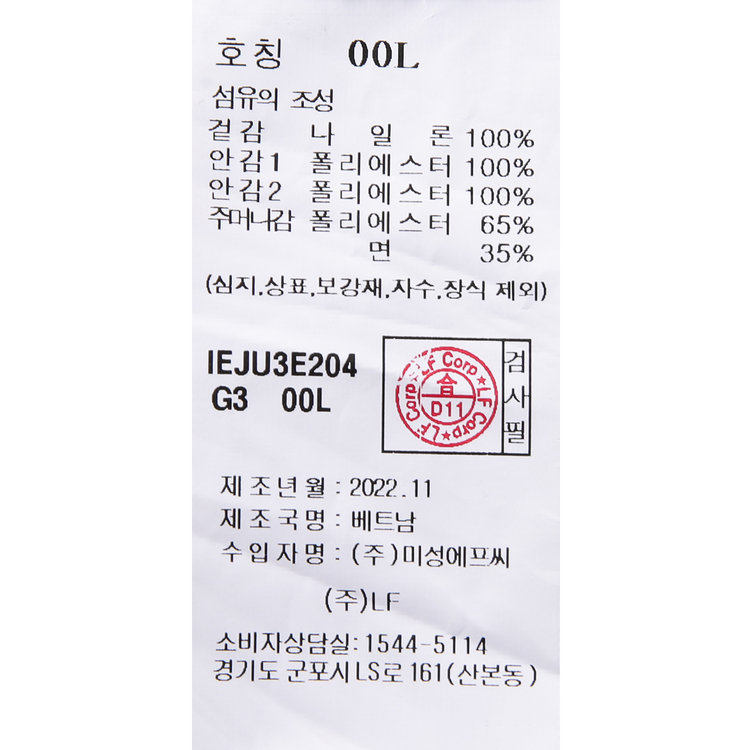 호칭 00L
섬유의 조성
겉감 나 일 론 100%
안감1 폴리에스터 100%
안감2 폴리에스터 100%
주머니감 폴리에스터 65%
면 35%
(심지,상표,보강재,자수,장식 제외)
IEJU3E204
G3 00L
LF Corp★LF Corp★LF Corp★
合
D11
검사필
제조년월 : 2022.11
제조국명 : 베트남
수입자명 : (주)미성에프씨
(주)LF
소비자상담실:1544-5114
경기도 군포시 LS로 161(산본동)